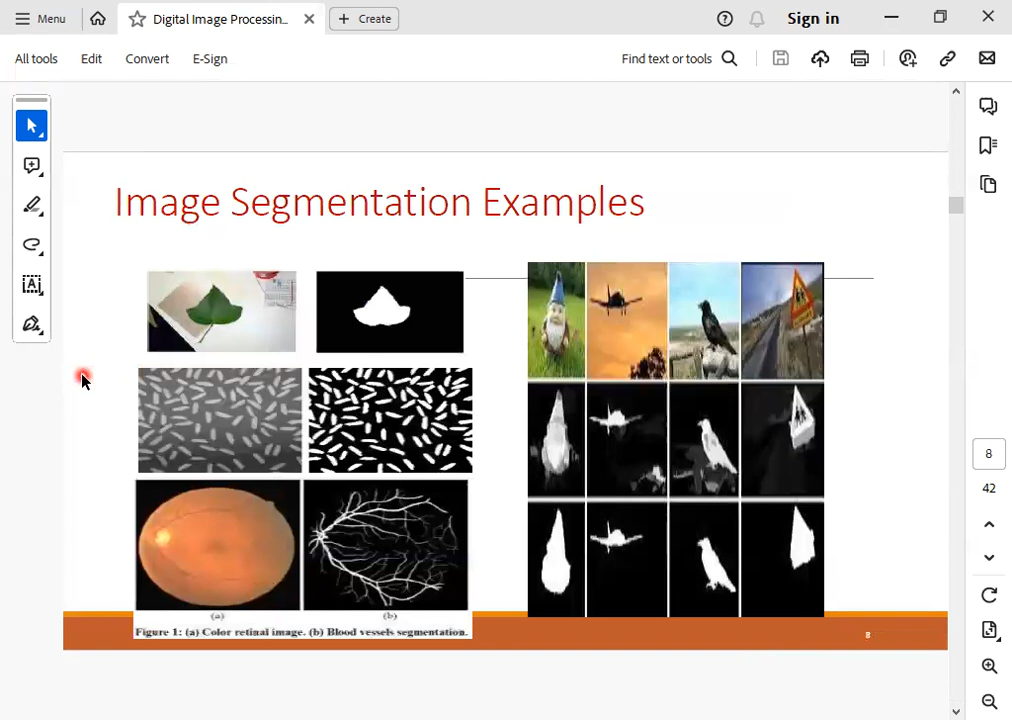 Menu
Digital Image Processin...
Create
Sign in
All tools
Edit
Convert
E-Sign
Find text or tools
Image Segmentation Examples
(a)
(b)
Figure 1: (a) Color retinal image. (b) Blood vessels segmentation.
8
8
42